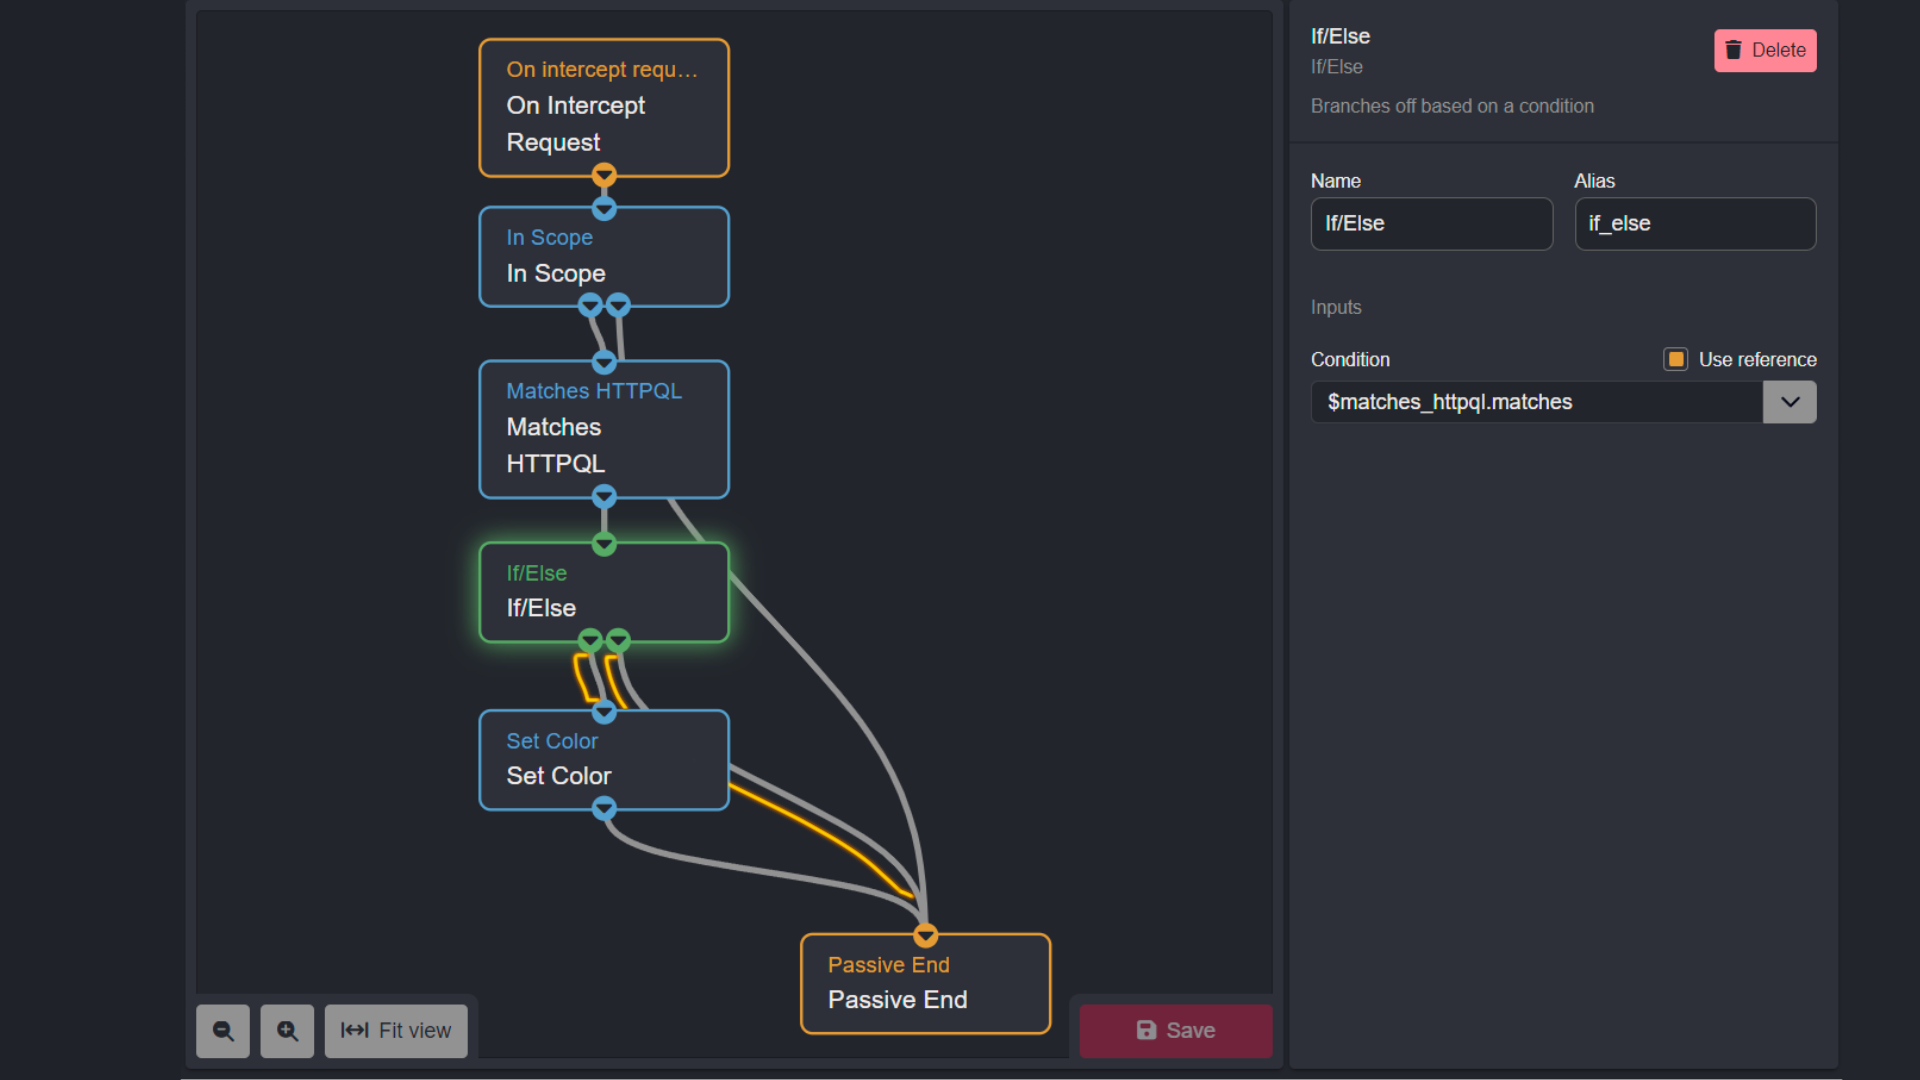 On intercept requ...
On Intercept
Request
In Scope
In Scope
Matches HTTPQL
Matches
HTTPQL
If/Else
If/Else
Set Color
Set Color
Passive End
Passive End
Fit view
Save
If/Else
If/Else
Delete
Branches off based on a condition
Name
Alias
If/Else
if_else
Inputs
Condition
Use reference
$matches_httpql.matches